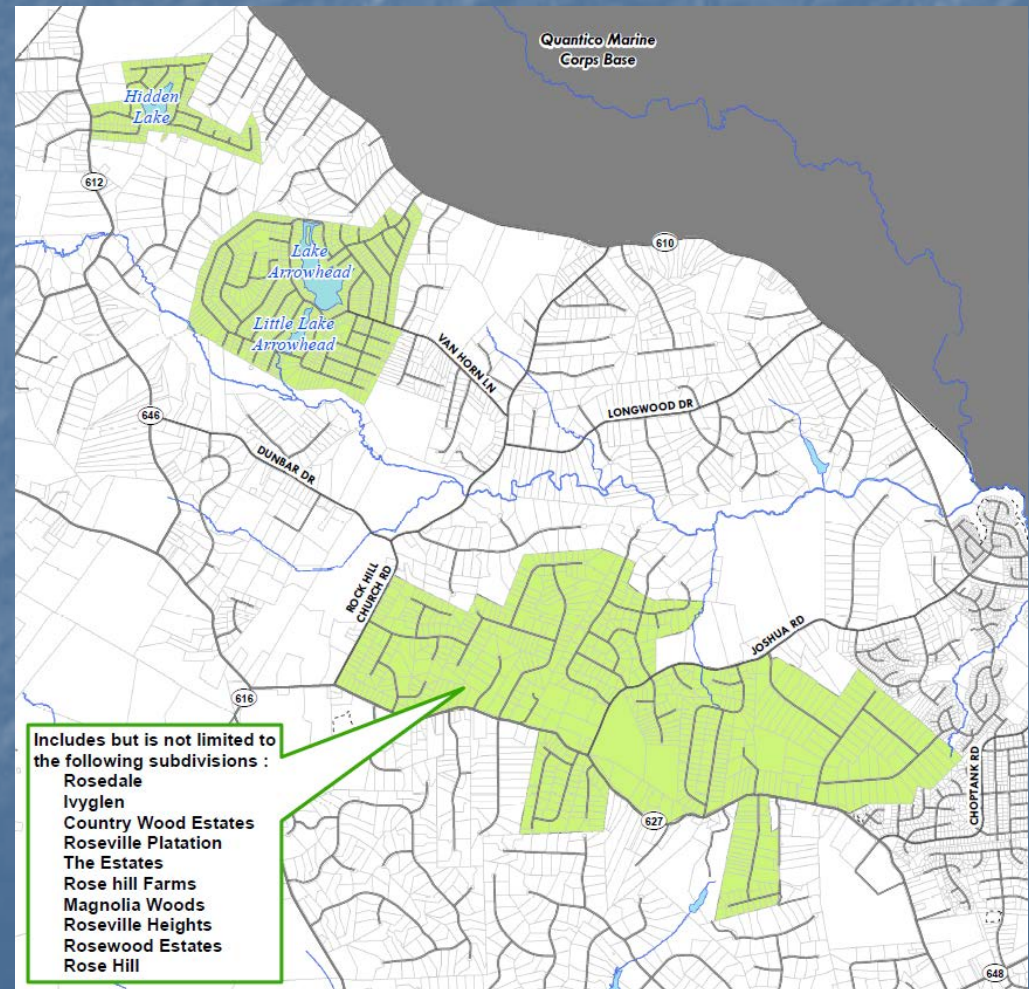 Quantico Marine
Corps Base
Hidden
Lake
612
610
Lake
Arrowhead
Little Lake
Arrowhead
VAN HORN LN
LONGWOOD DR
646
DUNBAR DR
ROCK HILL
CHURCH RD
JOSHUA RD
616
CHOPTANK RD
627
648
Includes but is not limited to
the following subdivisions :
Rosedale
Ivyglen
Country Wood Estates
Roseville Platation
The Estates
Rose hill Farms
Magnolia Woods
Roseville Heights
Rosewood Estates
Rose Hill